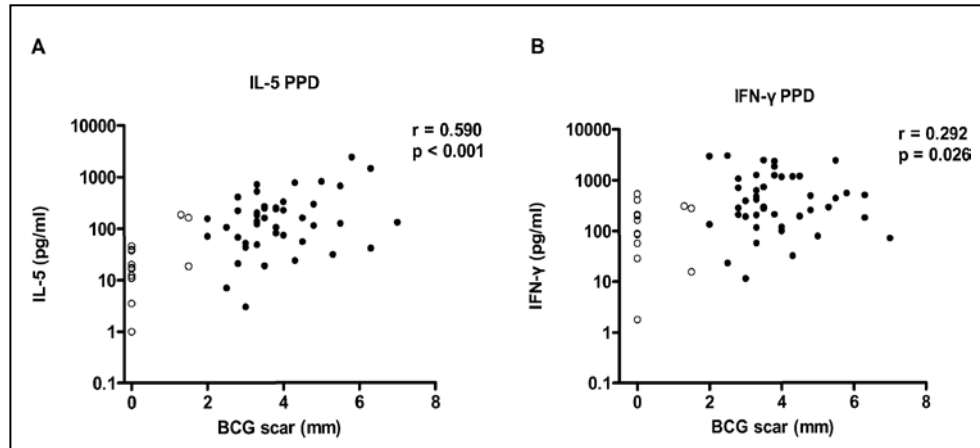 A
IL-5 PPD
r = 0.590
p < 0.001
10000
1000
100
10
1
0.1
IL-5 (pg/ml)
0 2 4 6 8
BCG scar (mm)
B
IFN-γ PPD
r = 0.292
p = 0.026
10000
1000
100
10
1
0.1
IFN-γ (pg/ml)
0 2 4 6 8
BCG scar (mm)